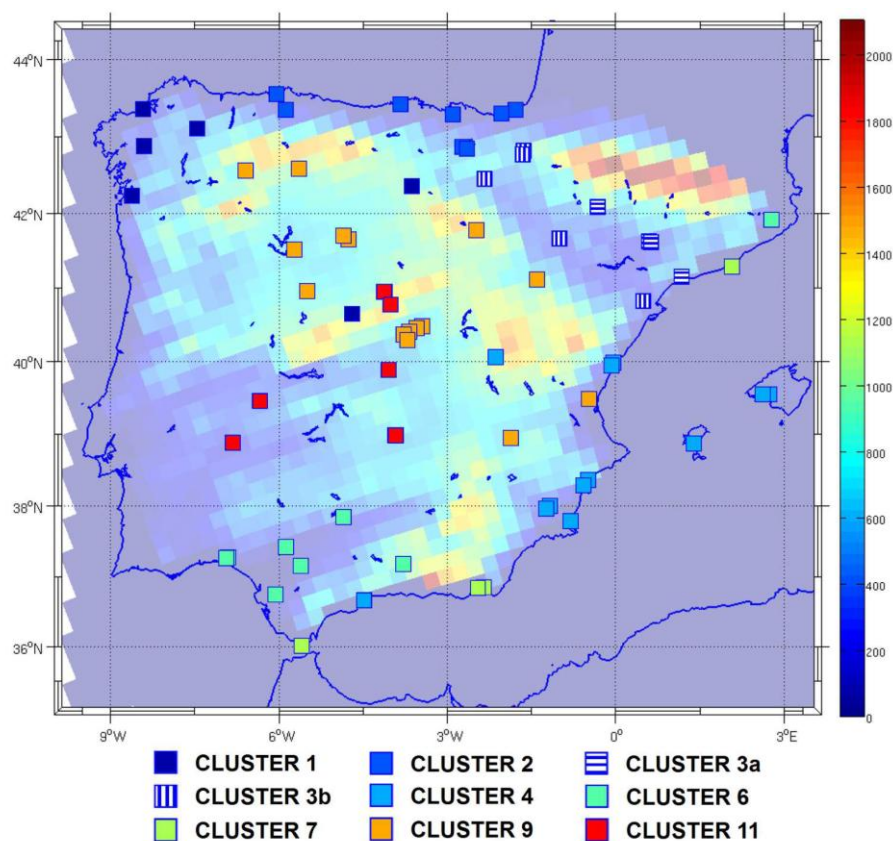 44°N
42°N
40°N
38°N
36°N
9°W 6°W 3°W 0° 3°E
2000
1800
1600
1400
1200
1000
800
600
400
200
0
CLUSTER 1 CLUSTER 2 CLUSTER 3a
CLUSTER 3b CLUSTER 4 CLUSTER 6
CLUSTER 7 CLUSTER 9 CLUSTER 11